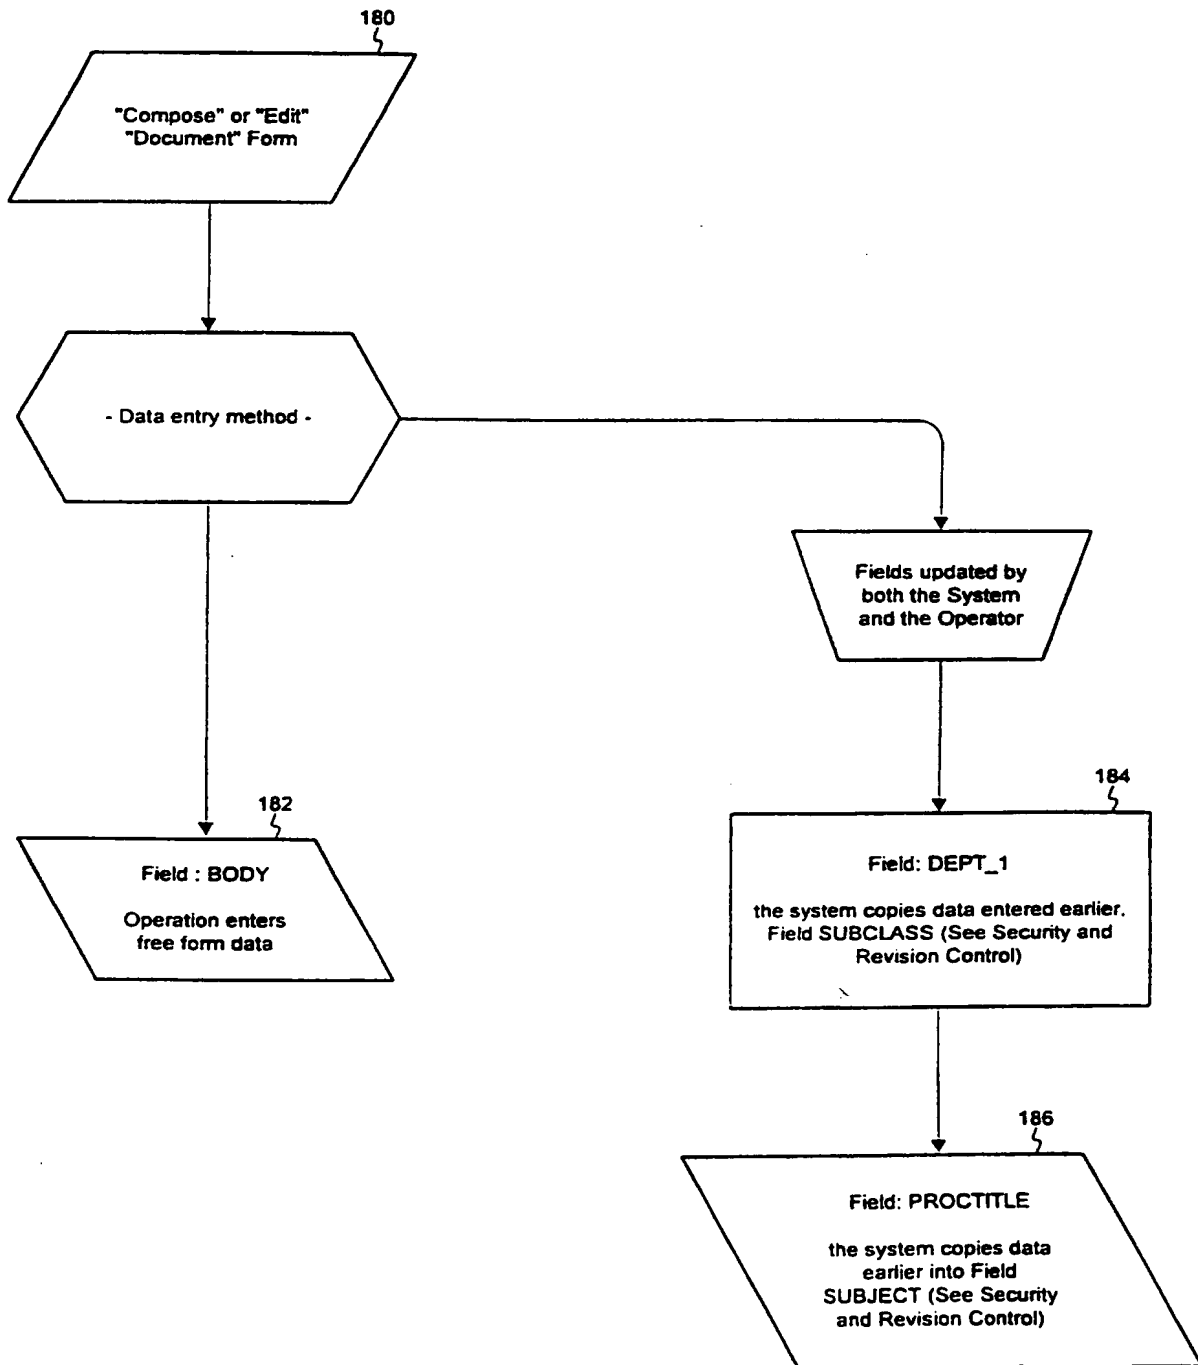 180
"Compose" or "Edit"
"Document" Form
- Data entry method -
Fields updated by
both the System
and the Operator
182
Field : BODY
Operation enters
free form data
184
Field: DEPT_1
the system copies data entered earlier.
Field SUBCLASS (See Security and
Revision Control)
186
Field: PROCTITLE
the system copies data
earlier into Field
SUBJECT (See Security
and Revision Control)